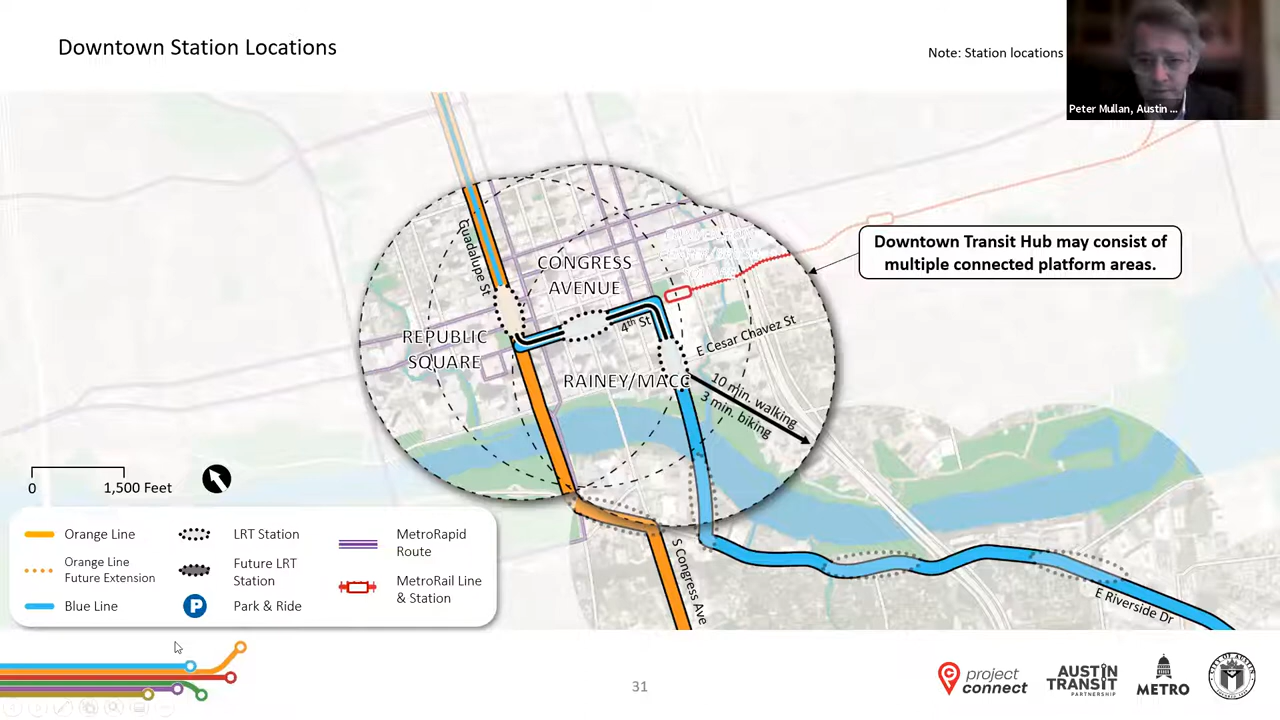 Downtown Station Locations
Note: Station locations
Peter Mullan, Austin ...
Downtown Transit Hub may consist of
multiple connected platform areas.
Guadalupe St
CONGRESS
AVENUE
REPUBLIC
SQUARE
4th St
E Cesar Chavez St
RAINEY/MACC
10 min. walking
3 min. biking
0
1,500 Feet
S Congress Ave
E Riverside Dr
Orange Line
Orange Line
Future Extension
Blue Line
LRT Station
Future LRT
Station
P
Park & Ride
MetroRapid
Route
MetroRail Line
& Station
31
project
connect
AUSTIN
TRANSIT
PARTNERSHIP
METRO
CITY OF AUSTIN